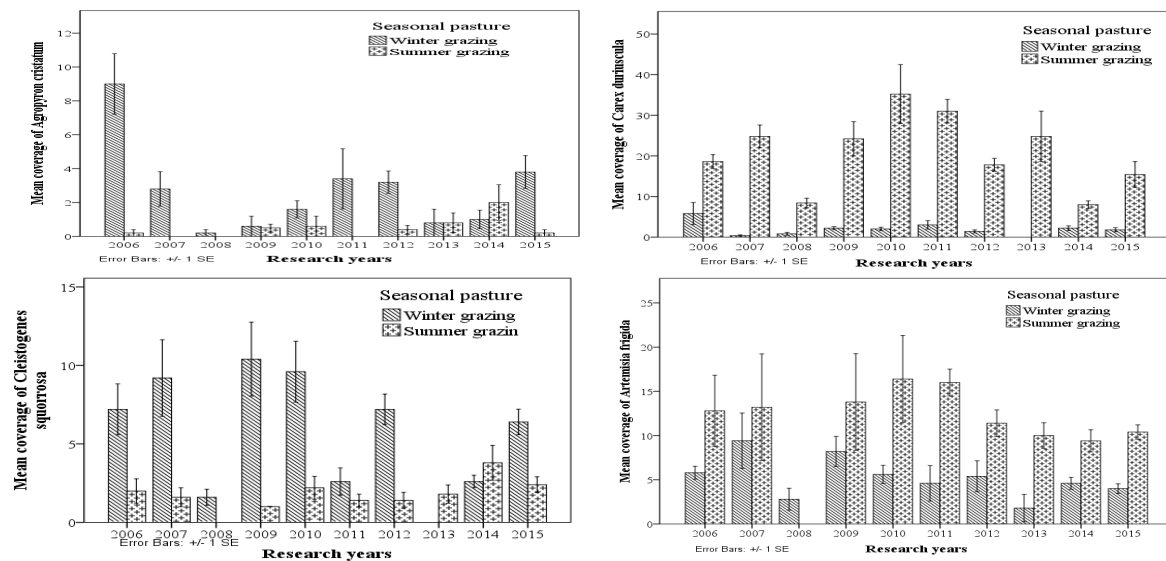 Seasonal pasture
Winter grazing
Summer grazing
Mean coverage of Agropyron cristatum
12
10
8
6
4
2
0
2006 2007 2008 2009 2010 2011 2012 2013 2014 2015
Error Bars: +/- 1 SE
Research years
Seasonal pasture
Winter grazing
Summer grazing
Mean coverage of Carex duriuscula
50
40
30
20
10
0
2006 2007 2008 2009 2010 2011 2012 2013 2014 2015
Error Bars: +/- 1 SE
Research years
Seasonal pasture
Winter grazing
Summer grazin
Mean coverage of Cleistogenes
squorrosa
15
10
5
0
2006 2007 2008 2009 2010 2011 2012 2013 2014 2015
Error Bars: +/- 1 SE
Research years
Seasonal pasture
Winter grazing
Summer grazing
Mean coverage of Artemisia frigida
25
20
15
10
5
0
2006 2007 2008 2009 2010 2011 2012 2013 2014 2015
Error Bars: +/- 1 SE
Research years